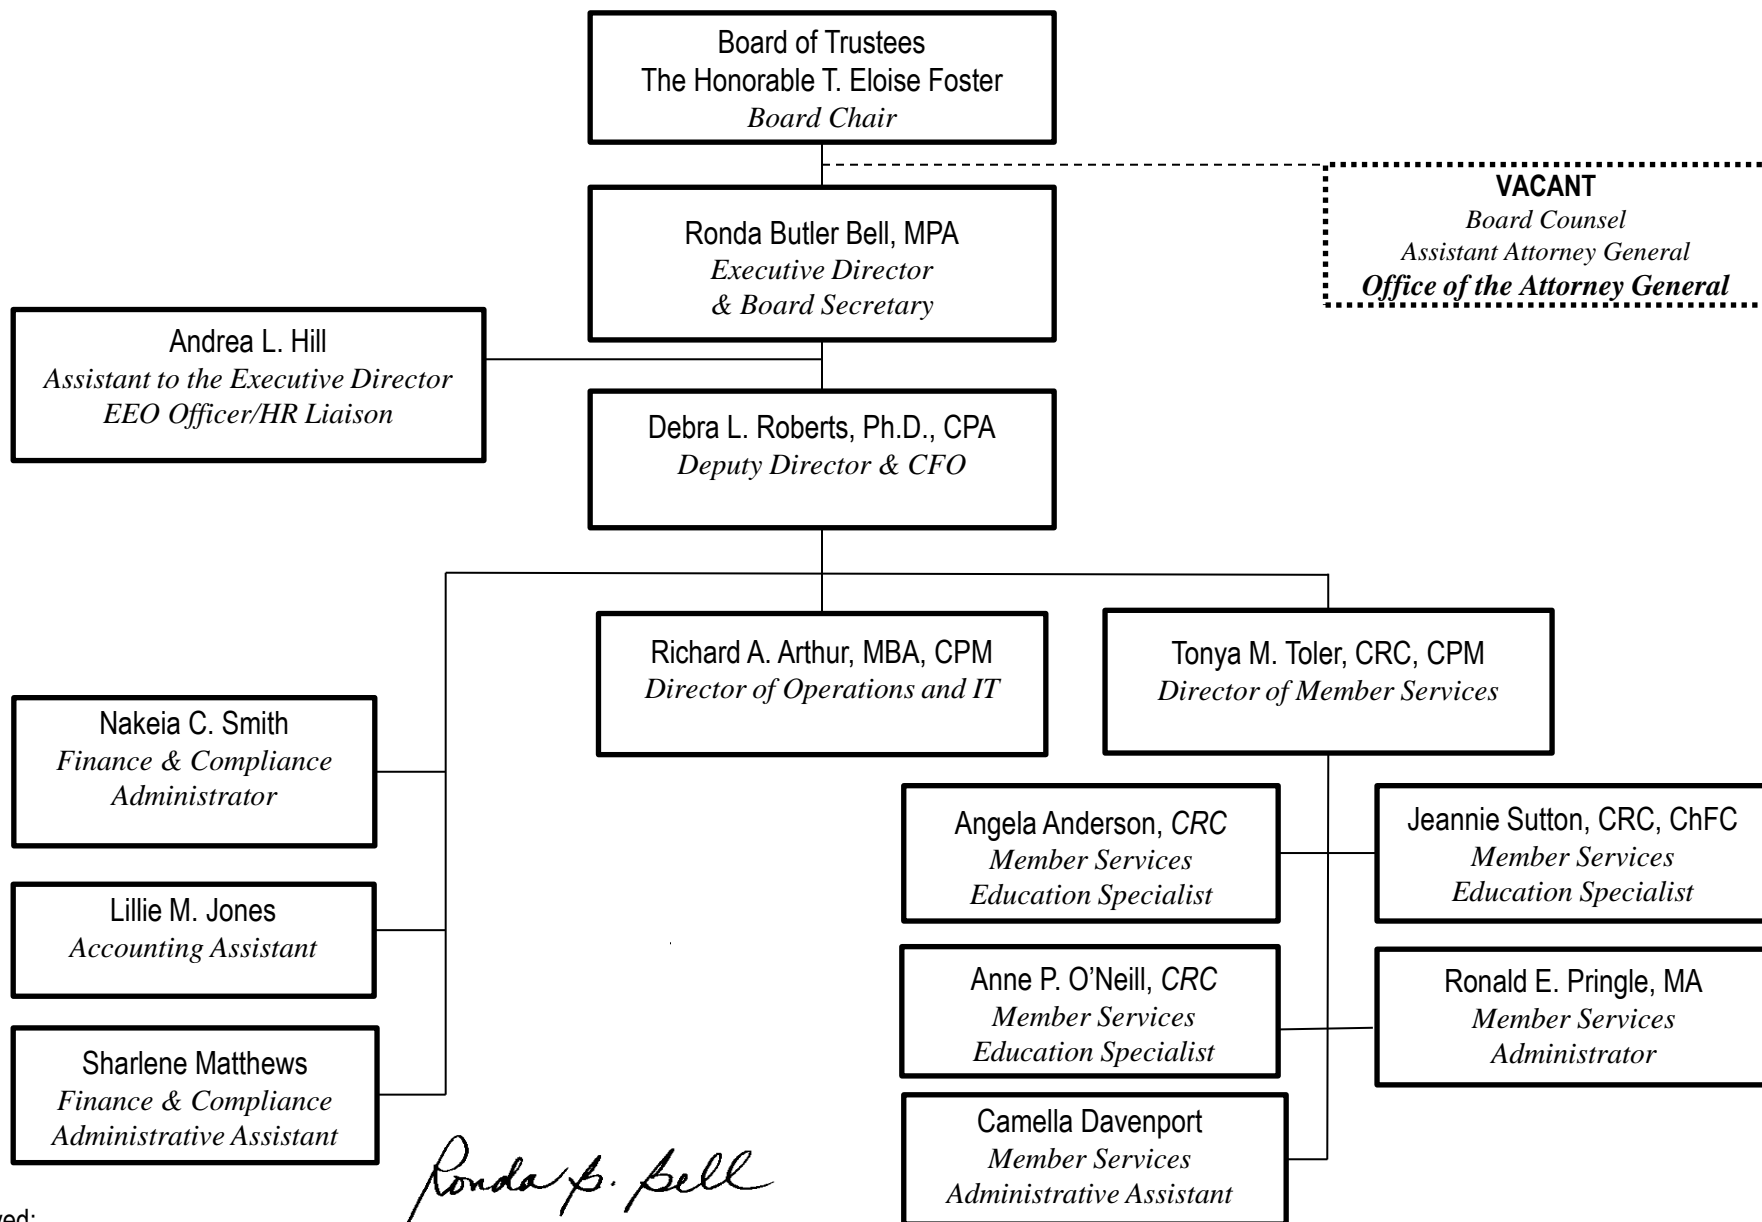 Board of Trustees
The Honorable T. Eloise Foster
Board Chair
VACANT
Board Counsel
Assistant Attorney General
Office of the Attorney General
Ronda Butler Bell, MPA
Executive Director
& Board Secretary
Andrea L. Hill
Assistant to the Executive Director
EEO Officer/HR Liaison
Debra L. Roberts, Ph.D., CPA
Deputy Director & CFO
Richard A. Arthur, MBA, CPM
Director of Operations and IT
Tonya M. Toler, CRC, CPM
Director of Member Services
Nakeia C. Smith
Finance & Compliance
Administrator
Lillie M. Jones
Accounting Assistant
Sharlene Matthews
Finance & Compliance
Administrative Assistant
Angela Anderson, CRC
Member Services
Education Specialist
Jeannie Sutton, CRC, ChFC
Member Services
Education Specialist
Anne P. O’Neill, CRC
Member Services
Education Specialist
Ronald E. Pringle, MA
Member Services
Administrator
Camella Davenport
Member Services
Administrative Assistant
Ronda B. Bell